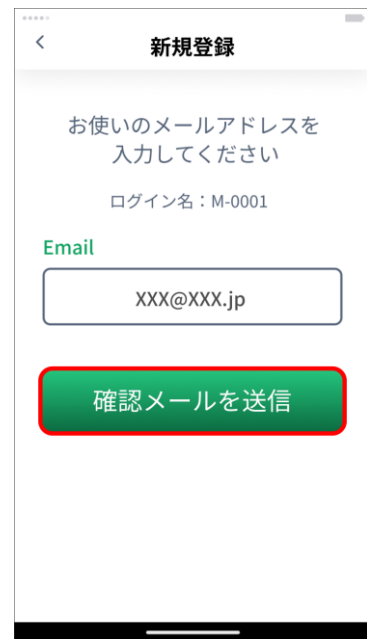 新規登録
お使いのメールアドレスを
入力してください
ログイン名：M-0001
Email
XXX@XXX.jp
確認メールを送信